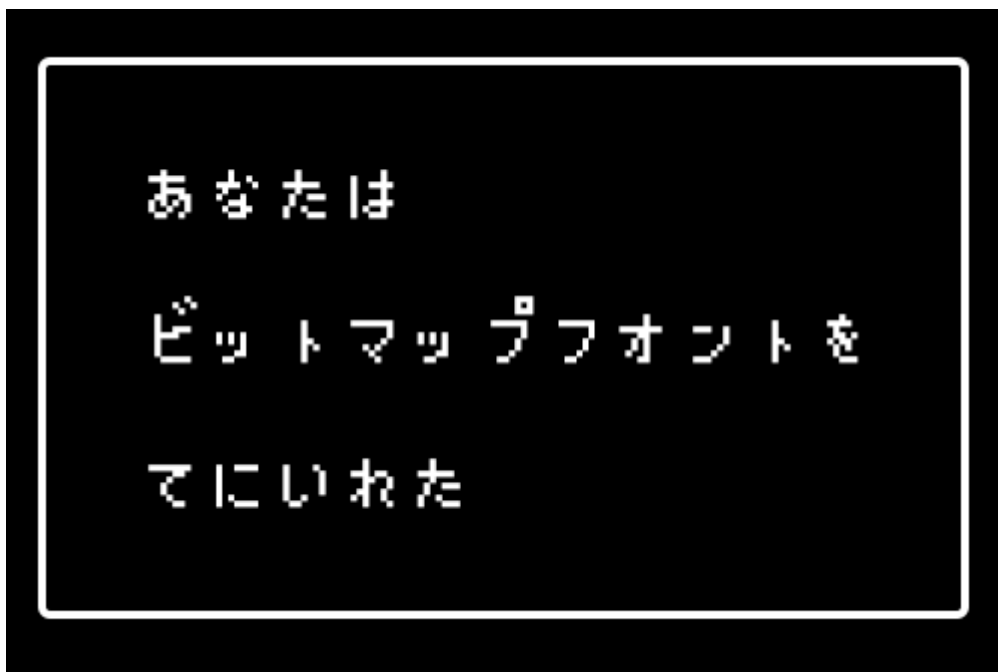 あなたは
ビットマップフオントを
てにいれた